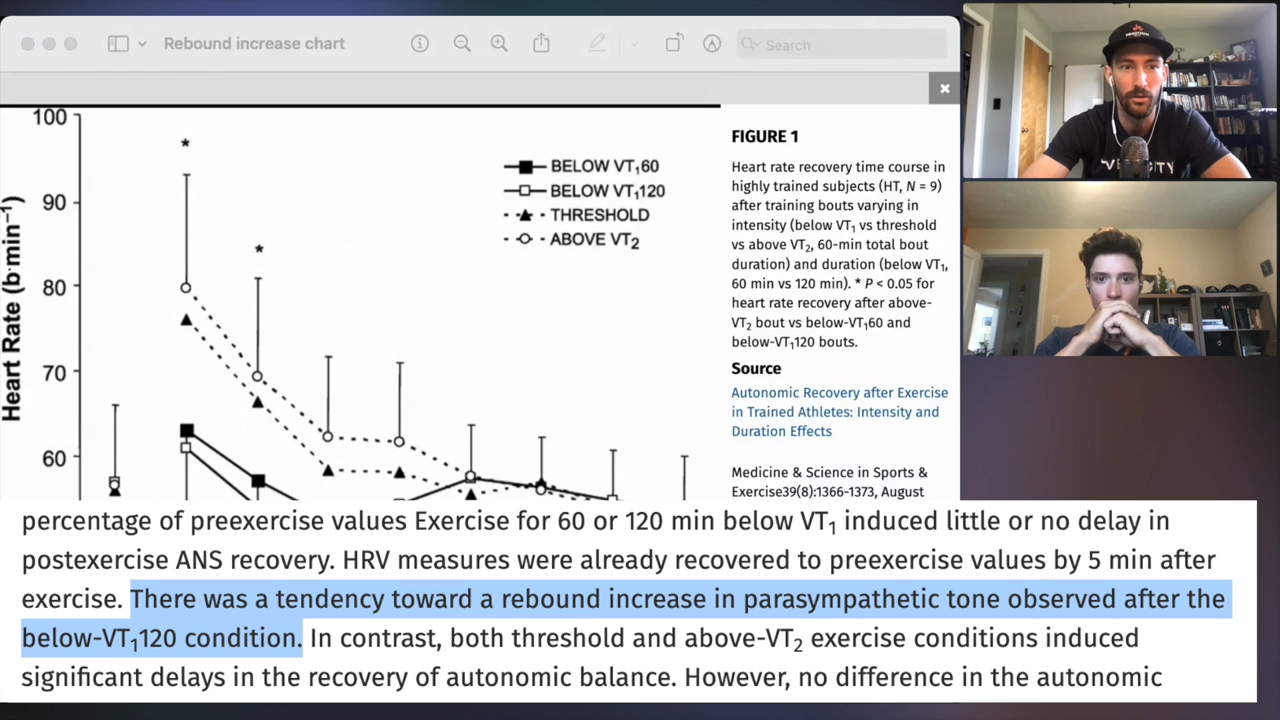 Rebound increase chart
Search
100
90
80
70
60
Heart Rate (b·min⁻¹)
*
*
BELOW VT₁60
BELOW VT₁120
THRESHOLD
ABOVE VT₂
FIGURE 1
Heart rate recovery time course in
highly trained subjects (HT, N = 9)
after training bouts varying in
intensity (below VT₁ vs threshold
vs above VT₂, 60-min total bout
duration) and duration (below VT₁,
60 min vs 120 min). * P < 0.05 for
heart rate recovery after above-
VT₂ bout vs below-VT₁60 and
below-VT₁120 bouts.
Source
Autonomic Recovery after Exercise
in Trained Athletes: Intensity and
Duration Effects
Medicine & Science in Sports &
Exercise39(8):1366-1373, August
percentage of preexercise values Exercise for 60 or 120 min below VT₁ induced little or no delay in
postexercise ANS recovery. HRV measures were already recovered to preexercise values by 5 min after
exercise. There was a tendency toward a rebound increase in parasympathetic tone observed after the
below-VT₁120 condition. In contrast, both threshold and above-VT₂ exercise conditions induced
significant delays in the recovery of autonomic balance. However, no difference in the autonomic